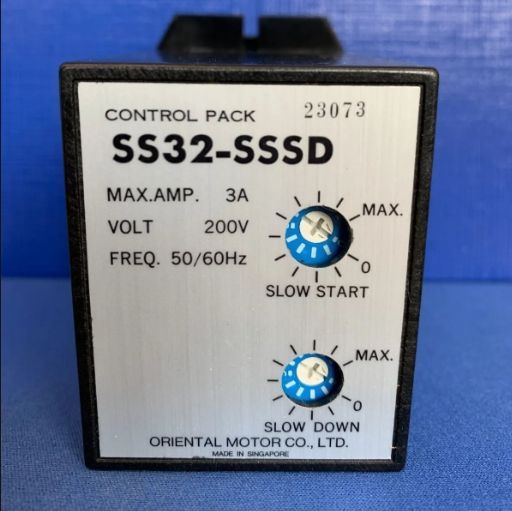 CONTROL PACK 23073
SS32-SSSD
MAX.AMP. 3A
VOLT 200V
FREQ. 50/60Hz
MAX.
0
SLOW START
MAX.
0
SLOW DOWN
ORIENTAL MOTOR CO., LTD.
MADE IN SINGAPORE